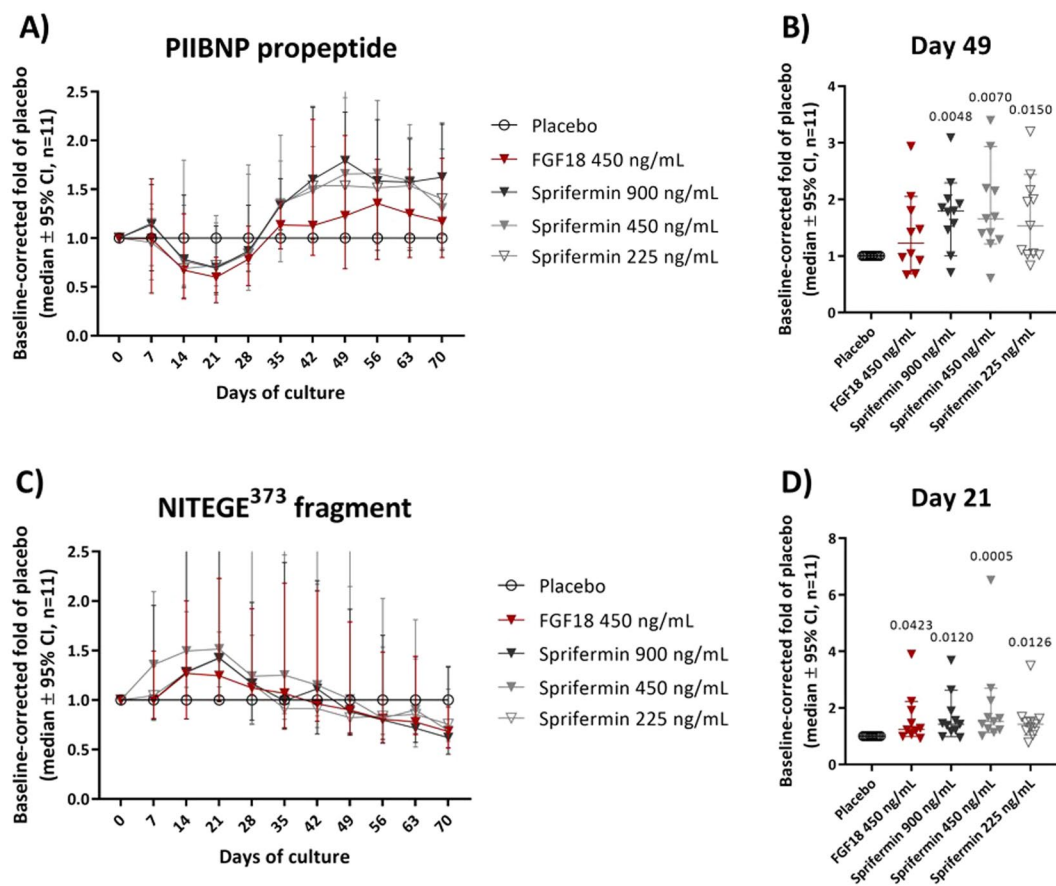 A)
PIIBNP propeptide
Baseline-corrected fold of placebo
(median ± 95% CI, n=11)
2.5
2.0
1.5
1.0
0.5
0.0
0
7
14
21
28
35
42
49
56
63
70
Days of culture
Placebo
FGF18 450 ng/mL
Sprifermin 900 ng/mL
Sprifermin 450 ng/mL
Sprifermin 225 ng/mL
B)
Day 49
Baseline-corrected fold of placebo
(median ± 95% CI, n=11)
4
3
2
1
0
0.0048
0.0070
0.0150
Placebo
FGF18 450 ng/mL
Sprifermin 900 ng/mL
Sprifermin 450 ng/mL
Sprifermin 225 ng/mL
C)
NITEGE³⁷³ fragment
Baseline-corrected fold of placebo
(median ± 95% CI, n=11)
2.5
2.0
1.5
1.0
0.5
0.0
0
7
14
21
28
35
42
49
56
63
70
Days of culture
Placebo
FGF18 450 ng/mL
Sprifermin 900 ng/mL
Sprifermin 450 ng/mL
Sprifermin 225 ng/mL
D)
Day 21
Baseline-corrected fold of placebo
(median ± 95% CI, n=11)
8
6
4
2
0
0.0423
0.0120
0.0005
0.0126
Placebo
FGF18 450 ng/mL
Sprifermin 900 ng/mL
Sprifermin 450 ng/mL
Sprifermin 225 ng/mL